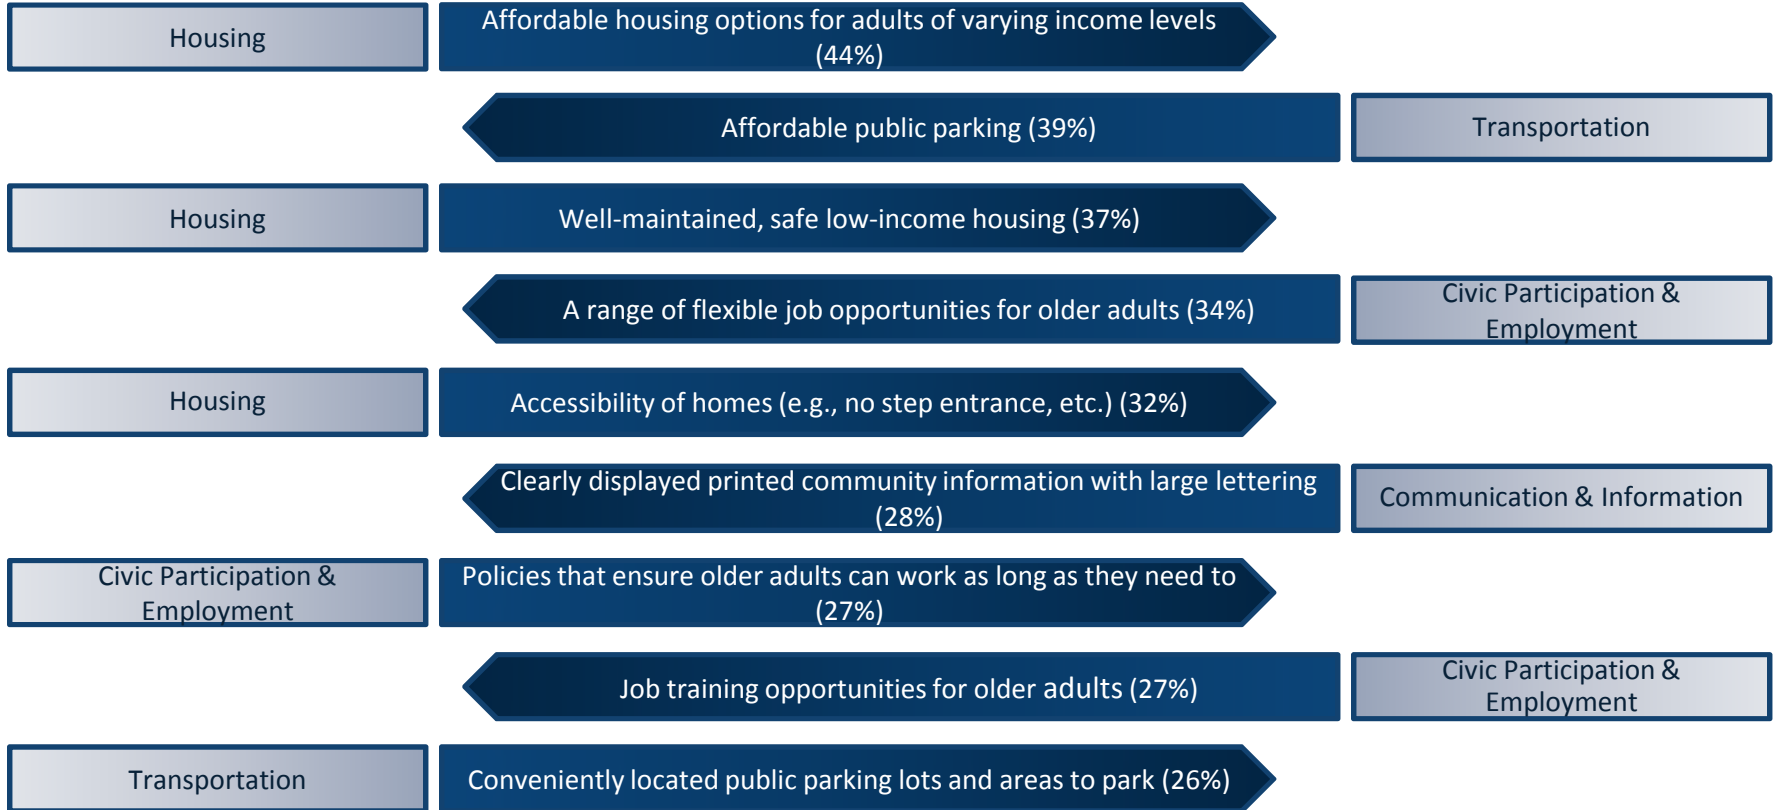 Housing
Affordable housing options for adults of varying income levels
(44%)
Affordable public parking (39%)
Transportation
Housing
Well-maintained, safe low-income housing (37%)
A range of flexible job opportunities for older adults (34%)
Civic Participation &
Employment
Housing
Accessibility of homes (e.g., no step entrance, etc.) (32%)
Clearly displayed printed community information with large lettering
(28%)
Communication & Information
Civic Participation &
Employment
Policies that ensure older adults can work as long as they need to
(27%)
Job training opportunities for older adults (27%)
Civic Participation &
Employment
Transportation
Conveniently located public parking lots and areas to park (26%)